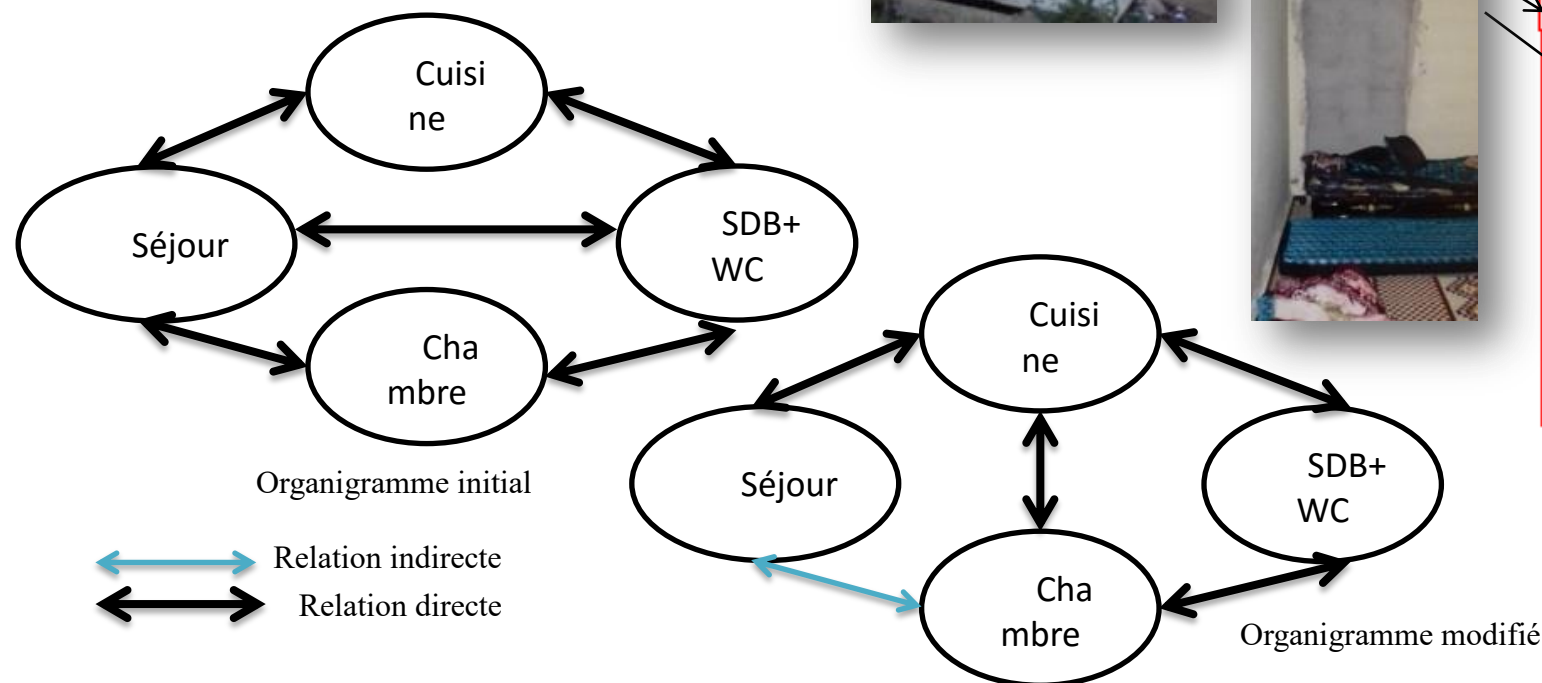 Cuisi
ne
Séjour
SDB+
WC
Cha
mbre
Organigramme initial
Relation indirecte
Relation directe
Cuisi
ne
Séjour
SDB+
WC
Cha
mbre
Organigramme modifié